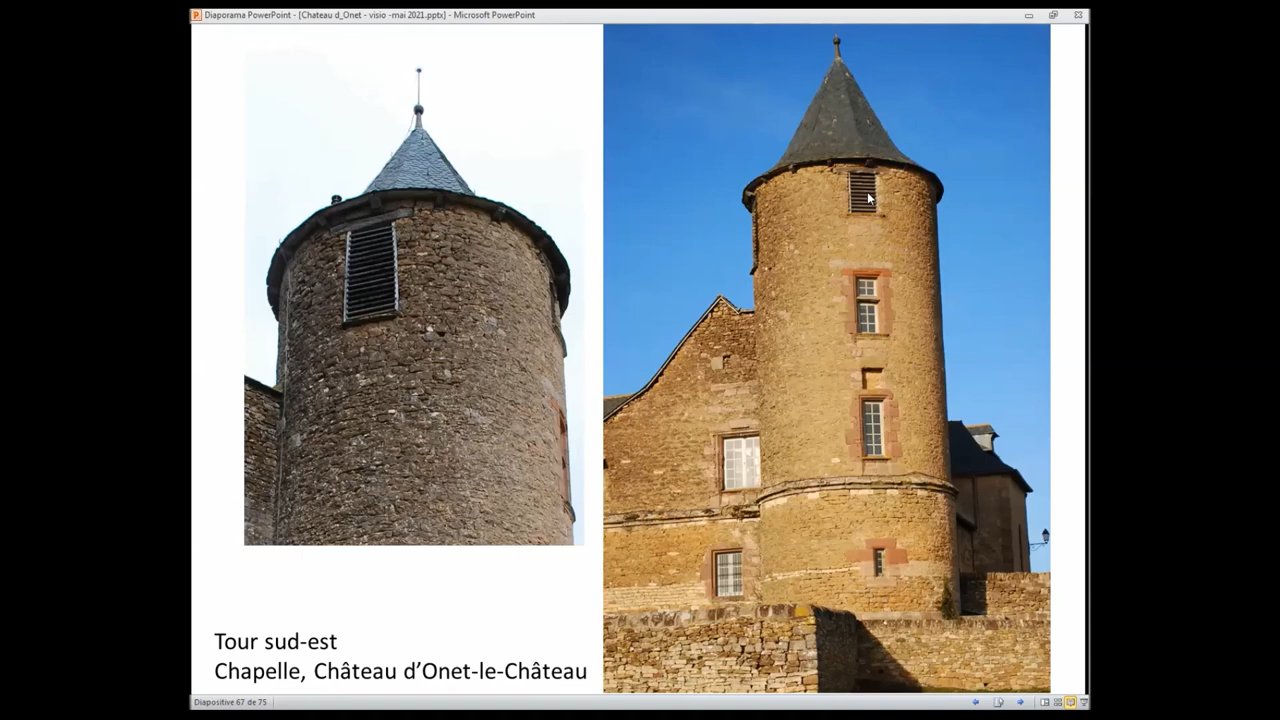 Diaporama PowerPoint - [Chateau d_Onet - visio -mai 2021.pptx] - Microsoft PowerPoint
Tour sud-est
Chapelle, Château d’Onet-le-Château
Diapositive 67 de 75